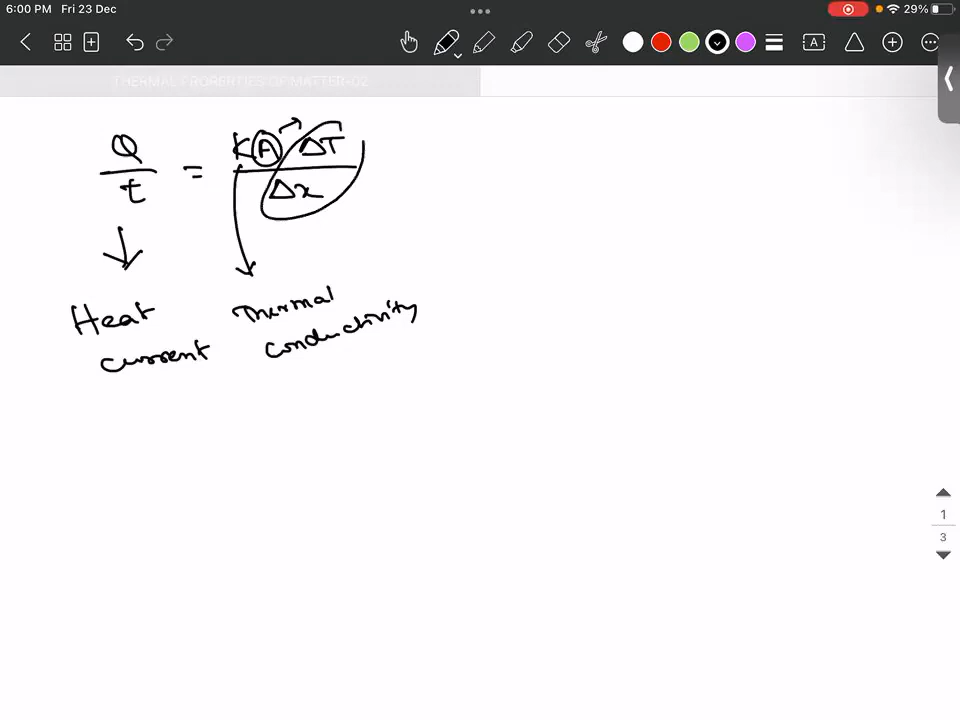 6:00 PM Fri 23 Dec
29%
THERMAL PROPERTIES OF MATTER-02
Q/t = KA ΔT/Δx
Heat current
Thermal conductivity
1
3